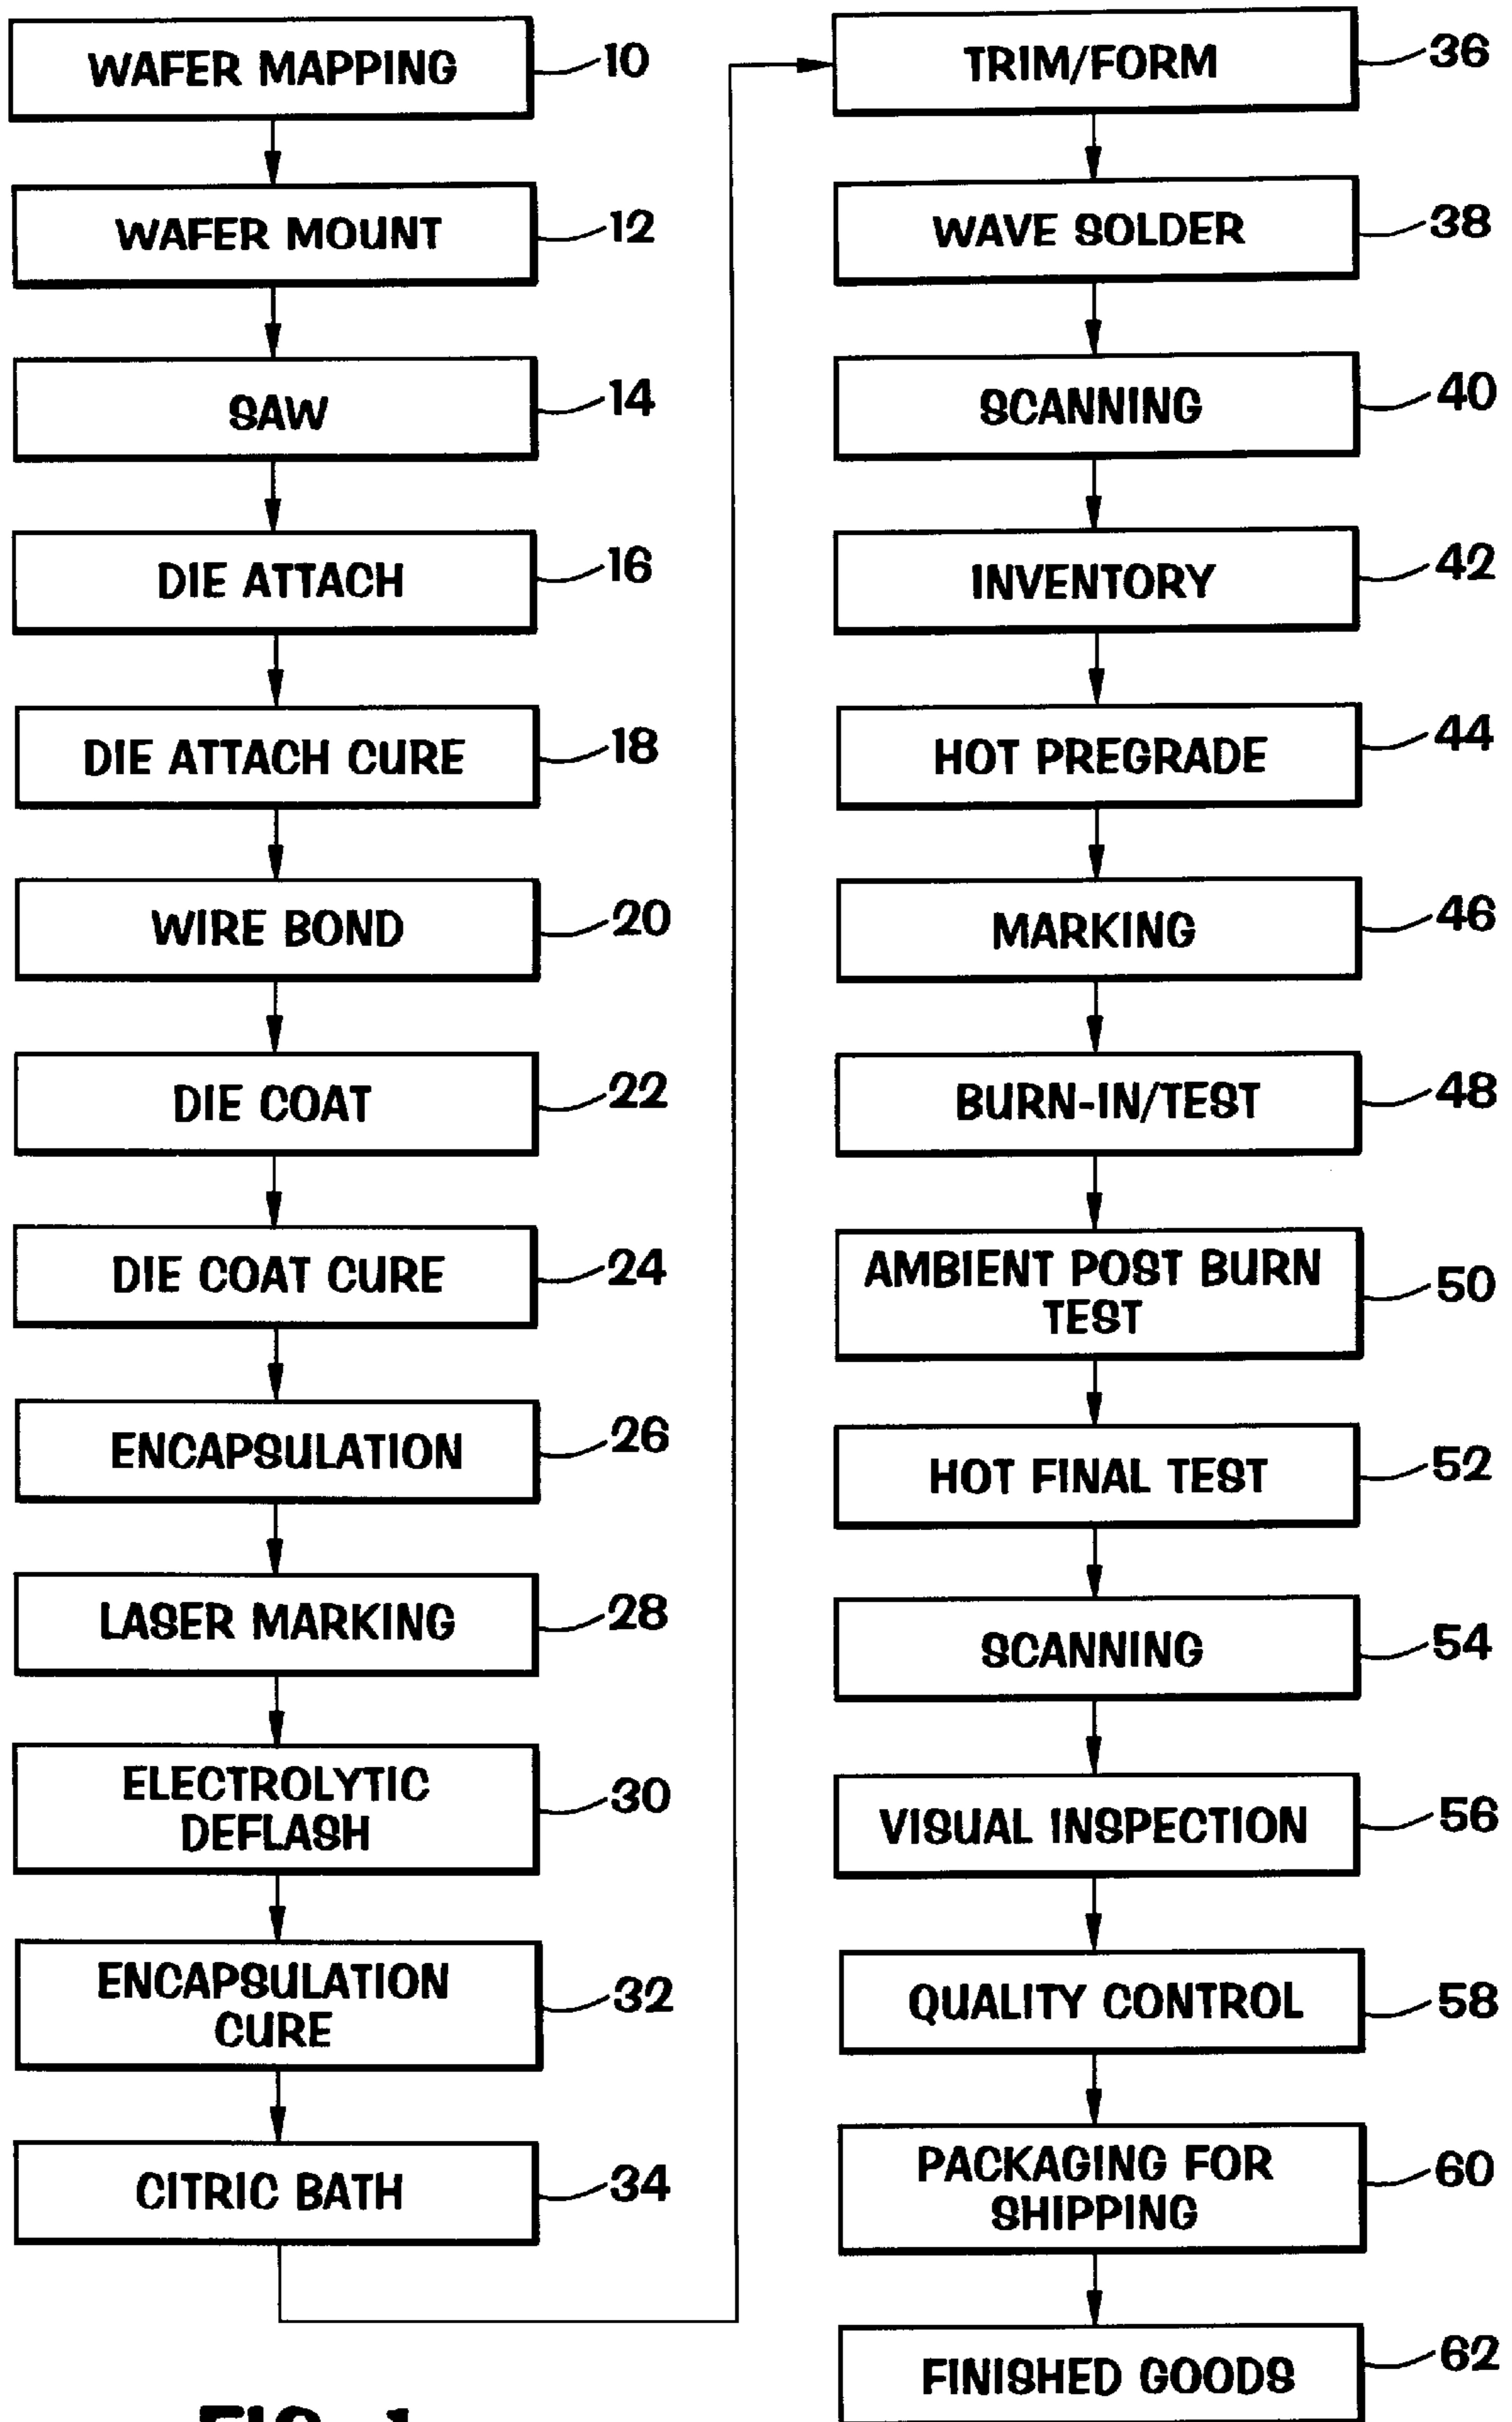 WAFER MAPPING
10
WAFER MOUNT
12
SAW
14
DIE ATTACH
16
DIE ATTACH CURE
18
WIRE BOND
20
DIE COAT
22
DIE COAT CURE
24
ENCAPSULATION
26
LASER MARKING
28
ELECTROLYTIC
DEFLASH
30
ENCAPSULATION
CURE
32
CITRIC BATH
34
TRIM/FORM
36
WAVE SOLDER
38
SCANNING
40
INVENTORY
42
HOT PREGRADE
44
MARKING
46
BURN-IN/TEST
48
AMBIENT POST BURN
TEST
50
HOT FINAL TEST
52
SCANNING
54
VISUAL INSPECTION
56
QUALITY CONTROL
58
PACKAGING FOR
SHIPPING
60
FINISHED GOODS
62